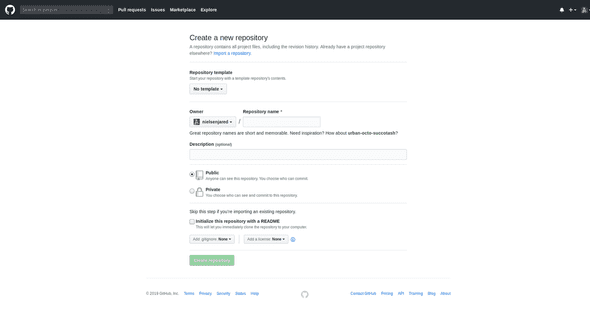 Search or jump to...
Pull requests Issues Marketplace Explore
Create a new repository
A repository contains all project files, including the revision history. Already have a project repository
elsewhere? Import a repository.
Repository template
Start your repository with a template repository's contents.
No template
Owner Repository name *
nielsenjared /
Great repository names are short and memorable. Need inspiration? How about urban-octo-succotash?
Description (optional)
Public
Anyone can see this repository. You choose who can commit.
Private
You choose who can see and commit to this repository.
Skip this step if you're importing an existing repository.
Initialize this repository with a README
This will let you immediately clone the repository to your computer.
Add .gitignore: None Add a license: None
Create repository
© 2019 GitHub, Inc. Terms Privacy Security Status Help Contact GitHub Pricing API Training Blog About